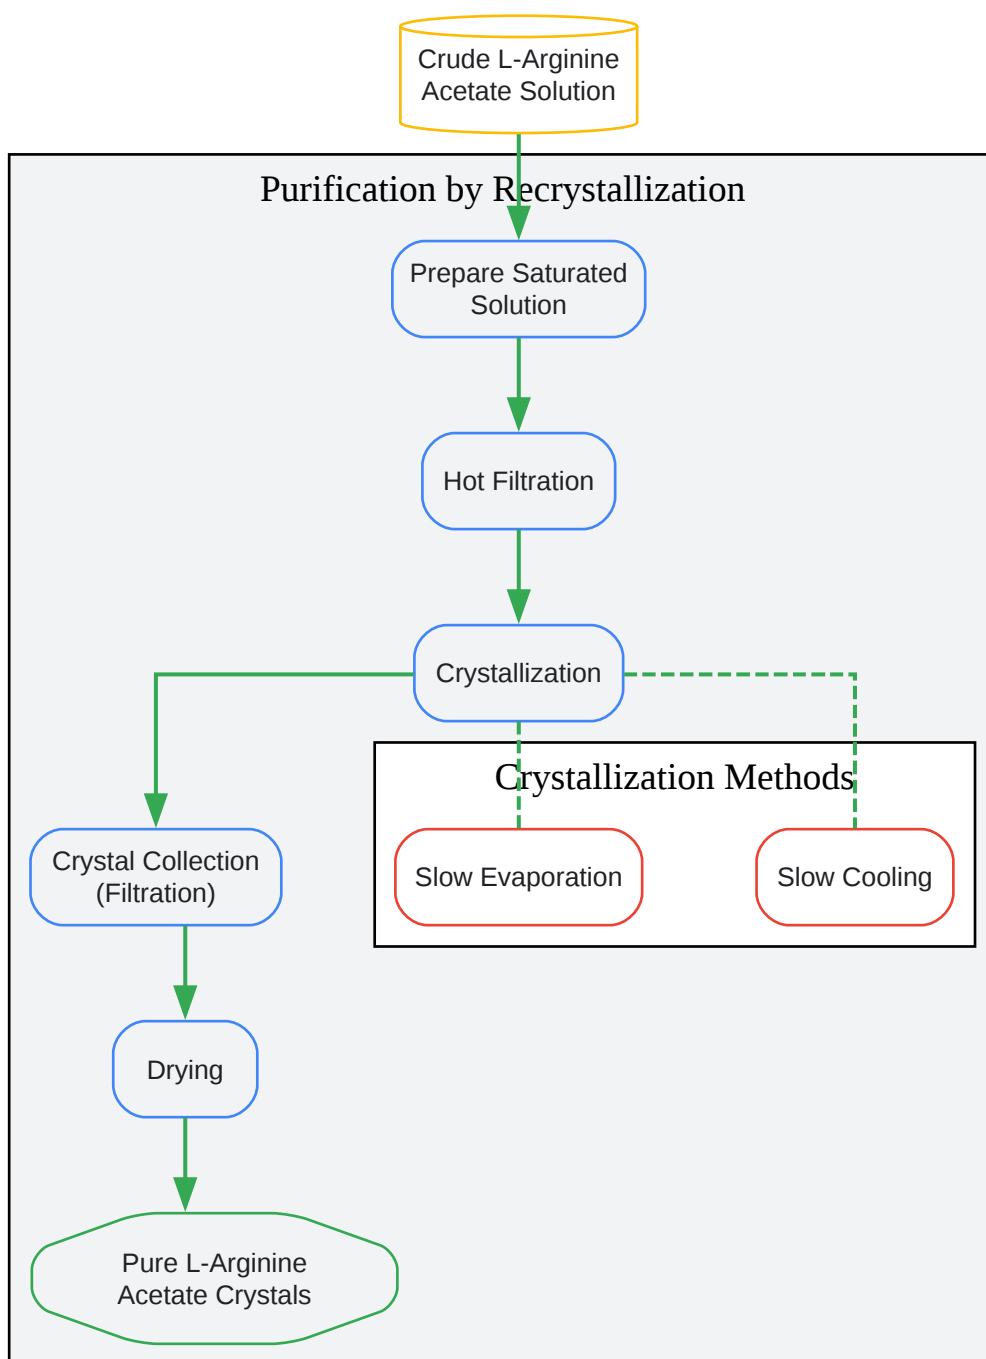 Crude L-Arginine
Acetate Solution
Purification by Recrystallization
Prepare Saturated
Solution
Hot Filtration
Crystallization
Crystallization Methods
Crystal Collection
(Filtration)
Slow Evaporation
Slow Cooling
Drying
Pure L-Arginine
Acetate Crystals